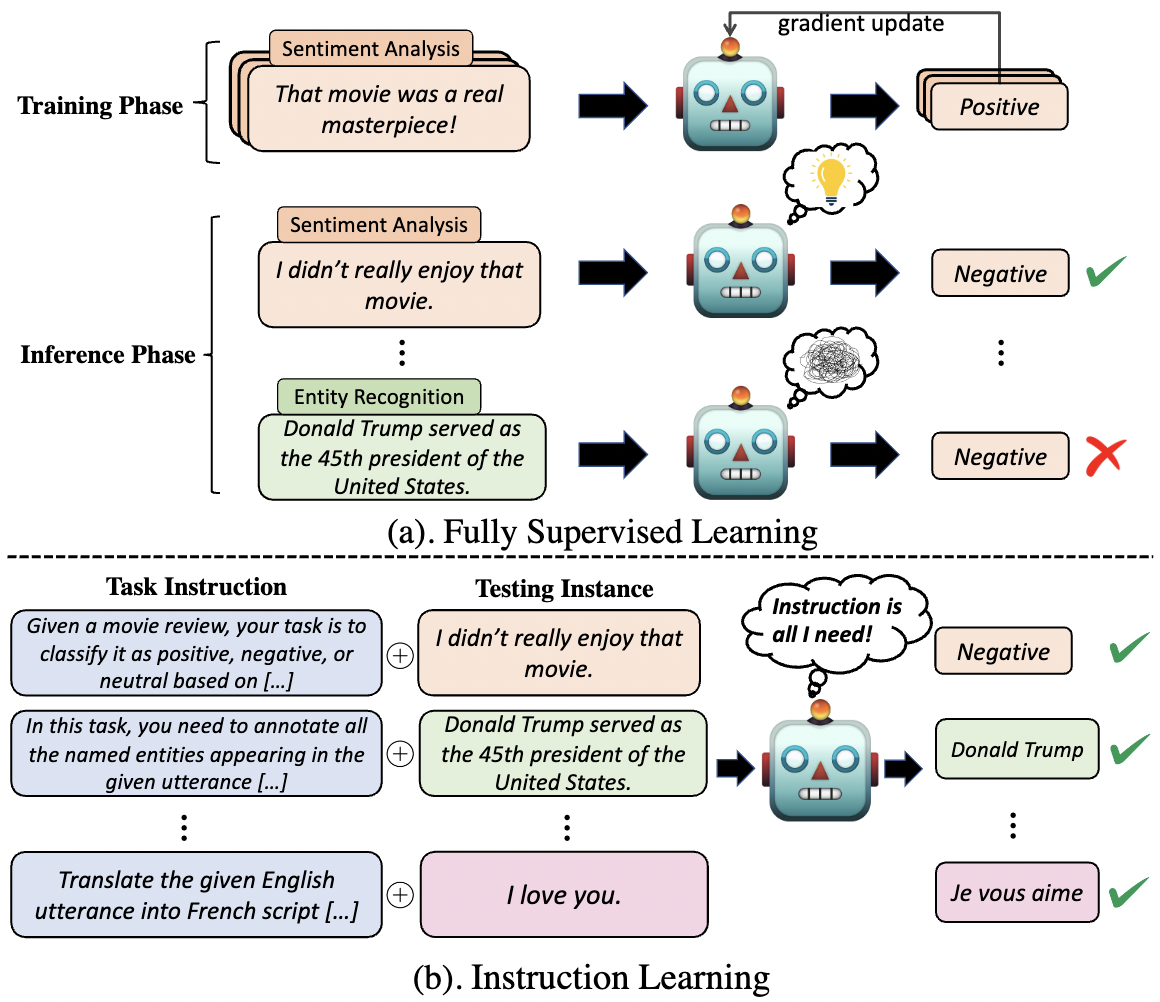 gradient update
Sentiment Analysis
Training Phase
That movie was a real
masterpiece!
Positive
Sentiment Analysis
I didn’t really enjoy that
movie.
Negative
Inference Phase
Entity Recognition
Donald Trump served as
the 45th president of the
United States.
Negative
(a). Fully Supervised Learning
Task Instruction
Testing Instance
Instruction is
all I need!
Given a movie review, your task is to
classify it as positive, negative, or
neutral based on […]
+
I didn’t really enjoy that
movie.
Negative
In this task, you need to annotate all
the named entities appearing in the
given utterance […]
+
Donald Trump served as
the 45th president of the
United States.
Donald Trump
Translate the given English
utterance into French script […]
+
I love you.
Je vous aime
(b). Instruction Learning